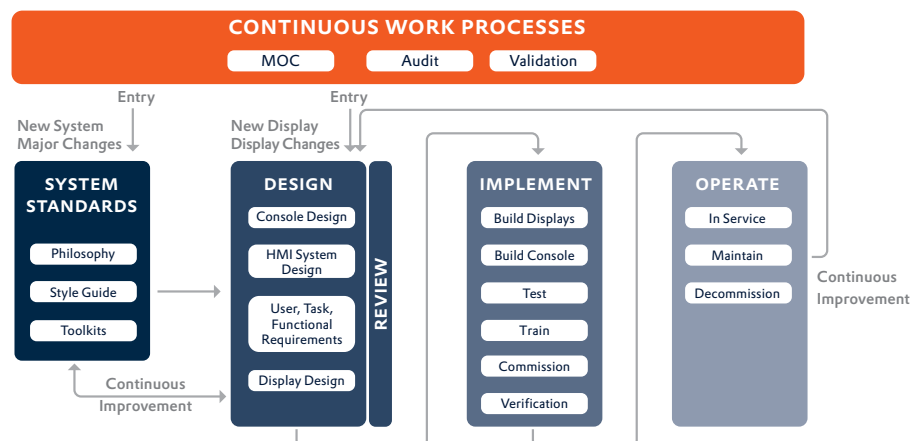 CONTINUOUS WORK PROCESSES
MOC
Audit
Validation
Entry
New System
Major Changes
Entry
New Display
Display Changes
SYSTEM
STANDARDS
Philosophy
Style Guide
Toolkits
Continuous
Improvement
DESIGN
Console Design
HMI System
Design
User, Task,
Functional
Requirements
Display Design
REVIEW
IMPLEMENT
Build Displays
Build Console
Test
Train
Commission
Verification
OPERATE
In Service
Maintain
Decommission
Continuous
Improvement